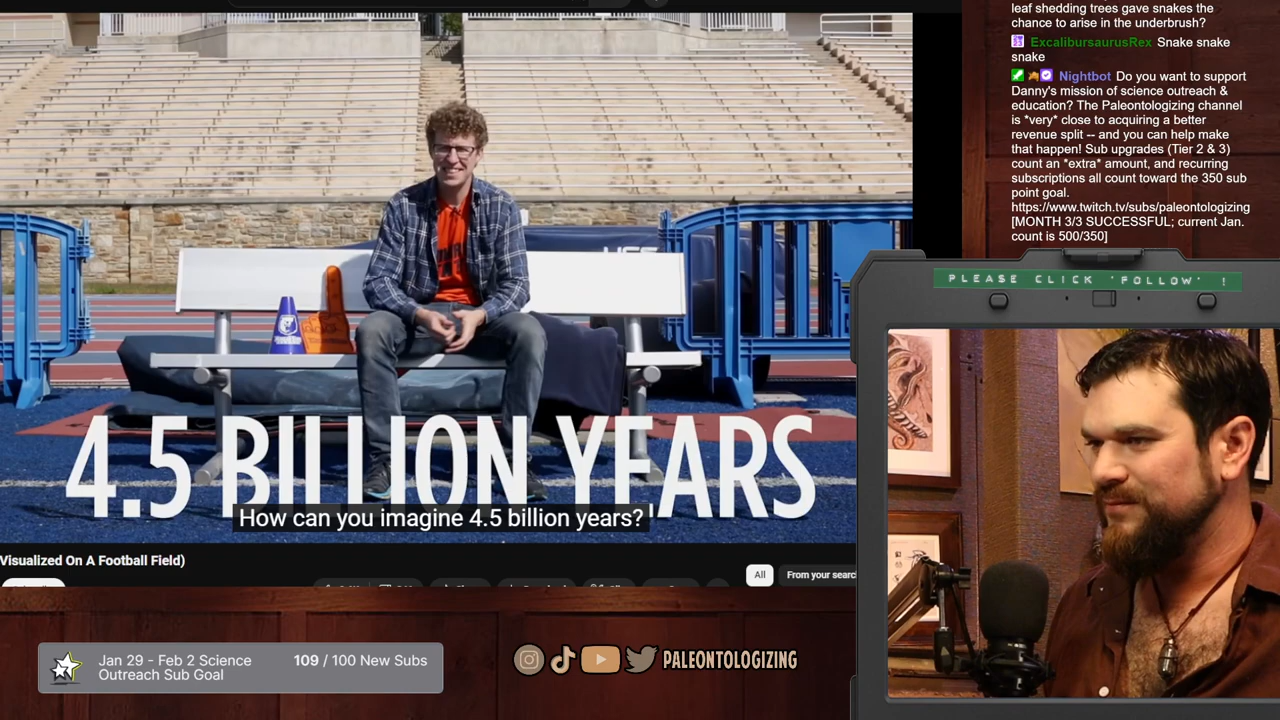 leaf shedding trees gave snakes the
chance to arise in the underbrush?
ExcalibursaurusRex Snake snake
snake
Nightbot Do you want to support
Danny's mission of science outreach &
education? The Paleontologizing channel
is *very* close to acquiring a better
revenue split -- and you can help make
that happen! Sub upgrades (Tier 2 & 3)
count an *extra* amount, and recurring
subscriptions all count toward the 350 sub
point goal.
https://www.twitch.tv/subs/paleontologizing
[MONTH 3/3 SUCCESSFUL; current Jan.
count is 500/350]
PLEASE CLICK 'FOLLOW' !
4.5 BILLION YEARS
How can you imagine 4.5 billion years?
Visualized On A Football Field)
All
From your searc
Jan 29 - Feb 2 Science
Outreach Sub Goal
109 / 100 New Subs
PALEONTOLOGIZING